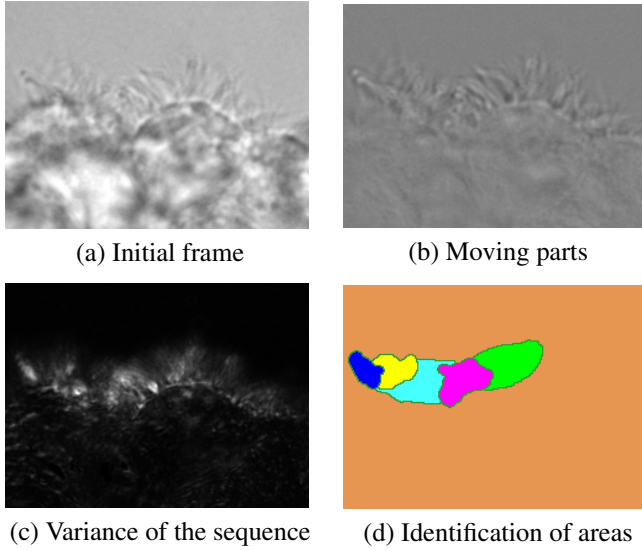 (a) Initial frame
(b) Moving parts
(c) Variance of the sequence
(d) Identification of areas